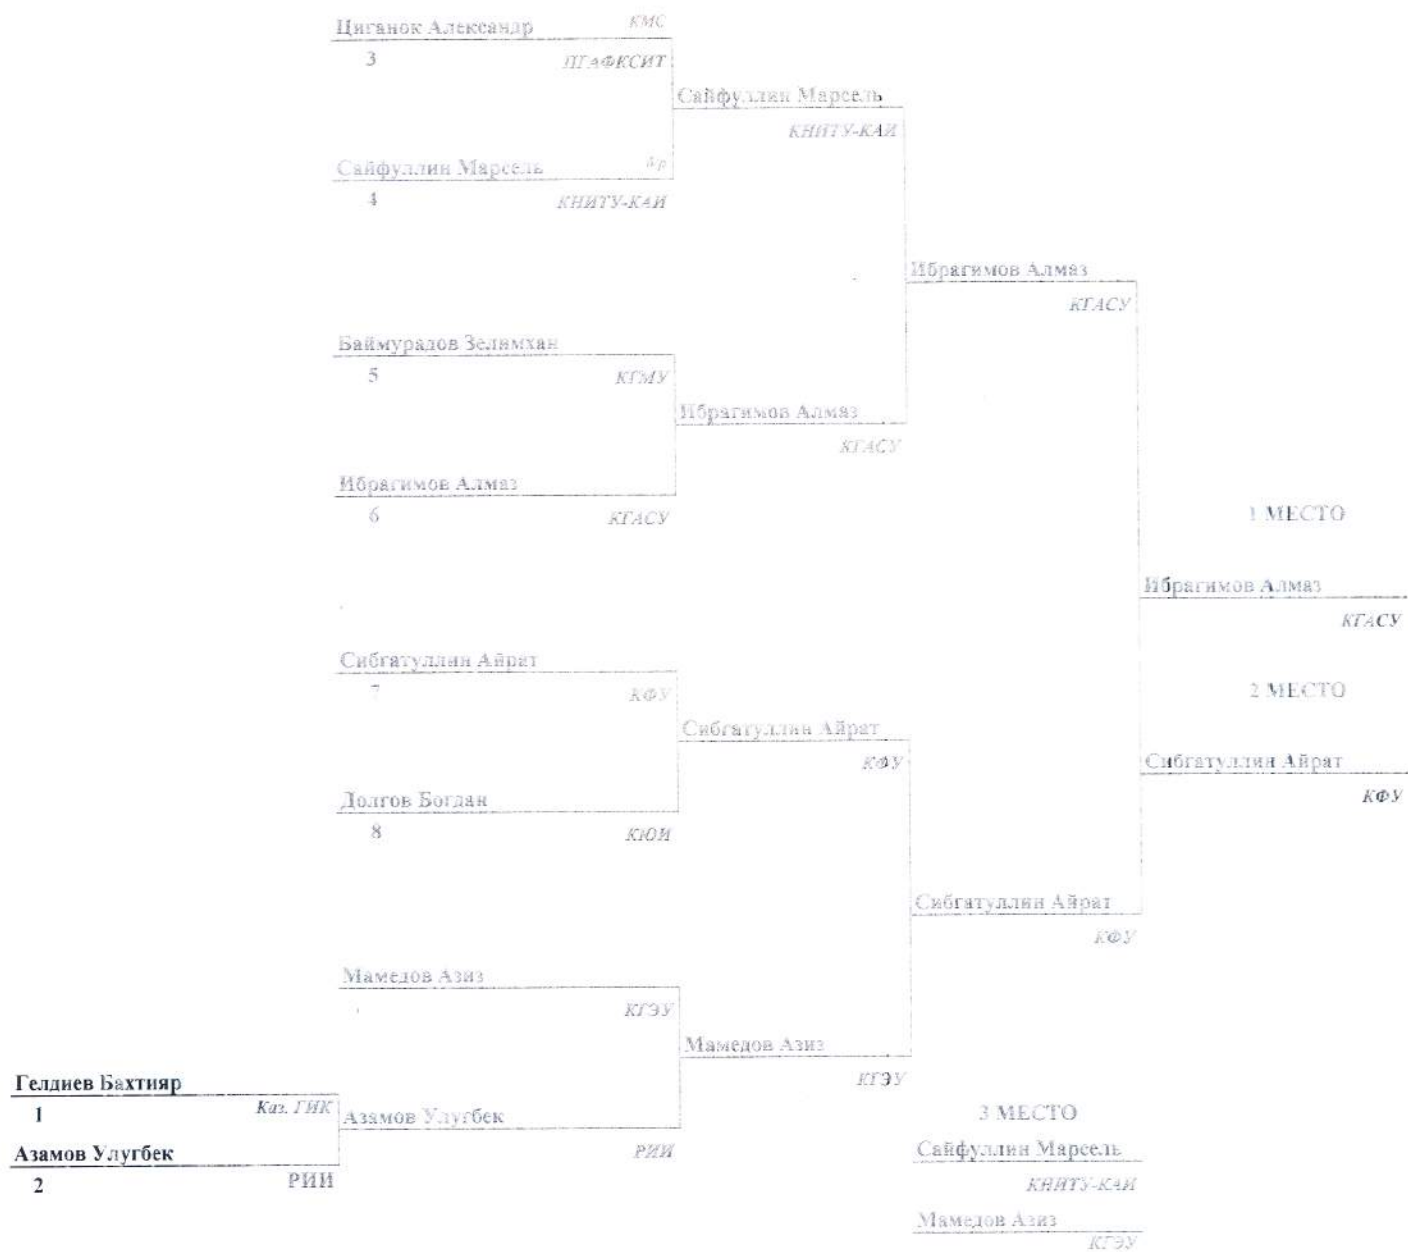 Циганок Александр КМС
3 ПГАФКСИТ
Сайфуллин Марсель
КНИТУ-КАИ
Сайфуллин Марсель
4 КНИТУ-КАИ
Ибрагимов Алмаз
КГАСУ
Баймурадов Зелимхан
5 КГМУ
Ибрагимов Алмаз
КГАСУ
Ибрагимов Алмаз
6 КГАСУ
1 МЕСТО
Ибрагимов Алмаз
КГАСУ
Сибгатуллин Айрат
7 КФУ
2 МЕСТО
Сибгатуллин Айрат
КФУ
Сибгатуллин Айрат
КФУ
Долгов Богдан
8 КЮИ
Сибгатуллин Айрат
КФУ
Мамедов Азиз
КГЭУ
Мамедов Азиз
КГЭУ
Гелдиев Бахтияр
1 Каз. ГИК
Азамов Улугбек
РИИ
Азамов Улугбек
2 РИИ
3 МЕСТО
Сайфуллин Марсель
КНИТУ-КАИ
Мамедов Азиз
КГЭУ